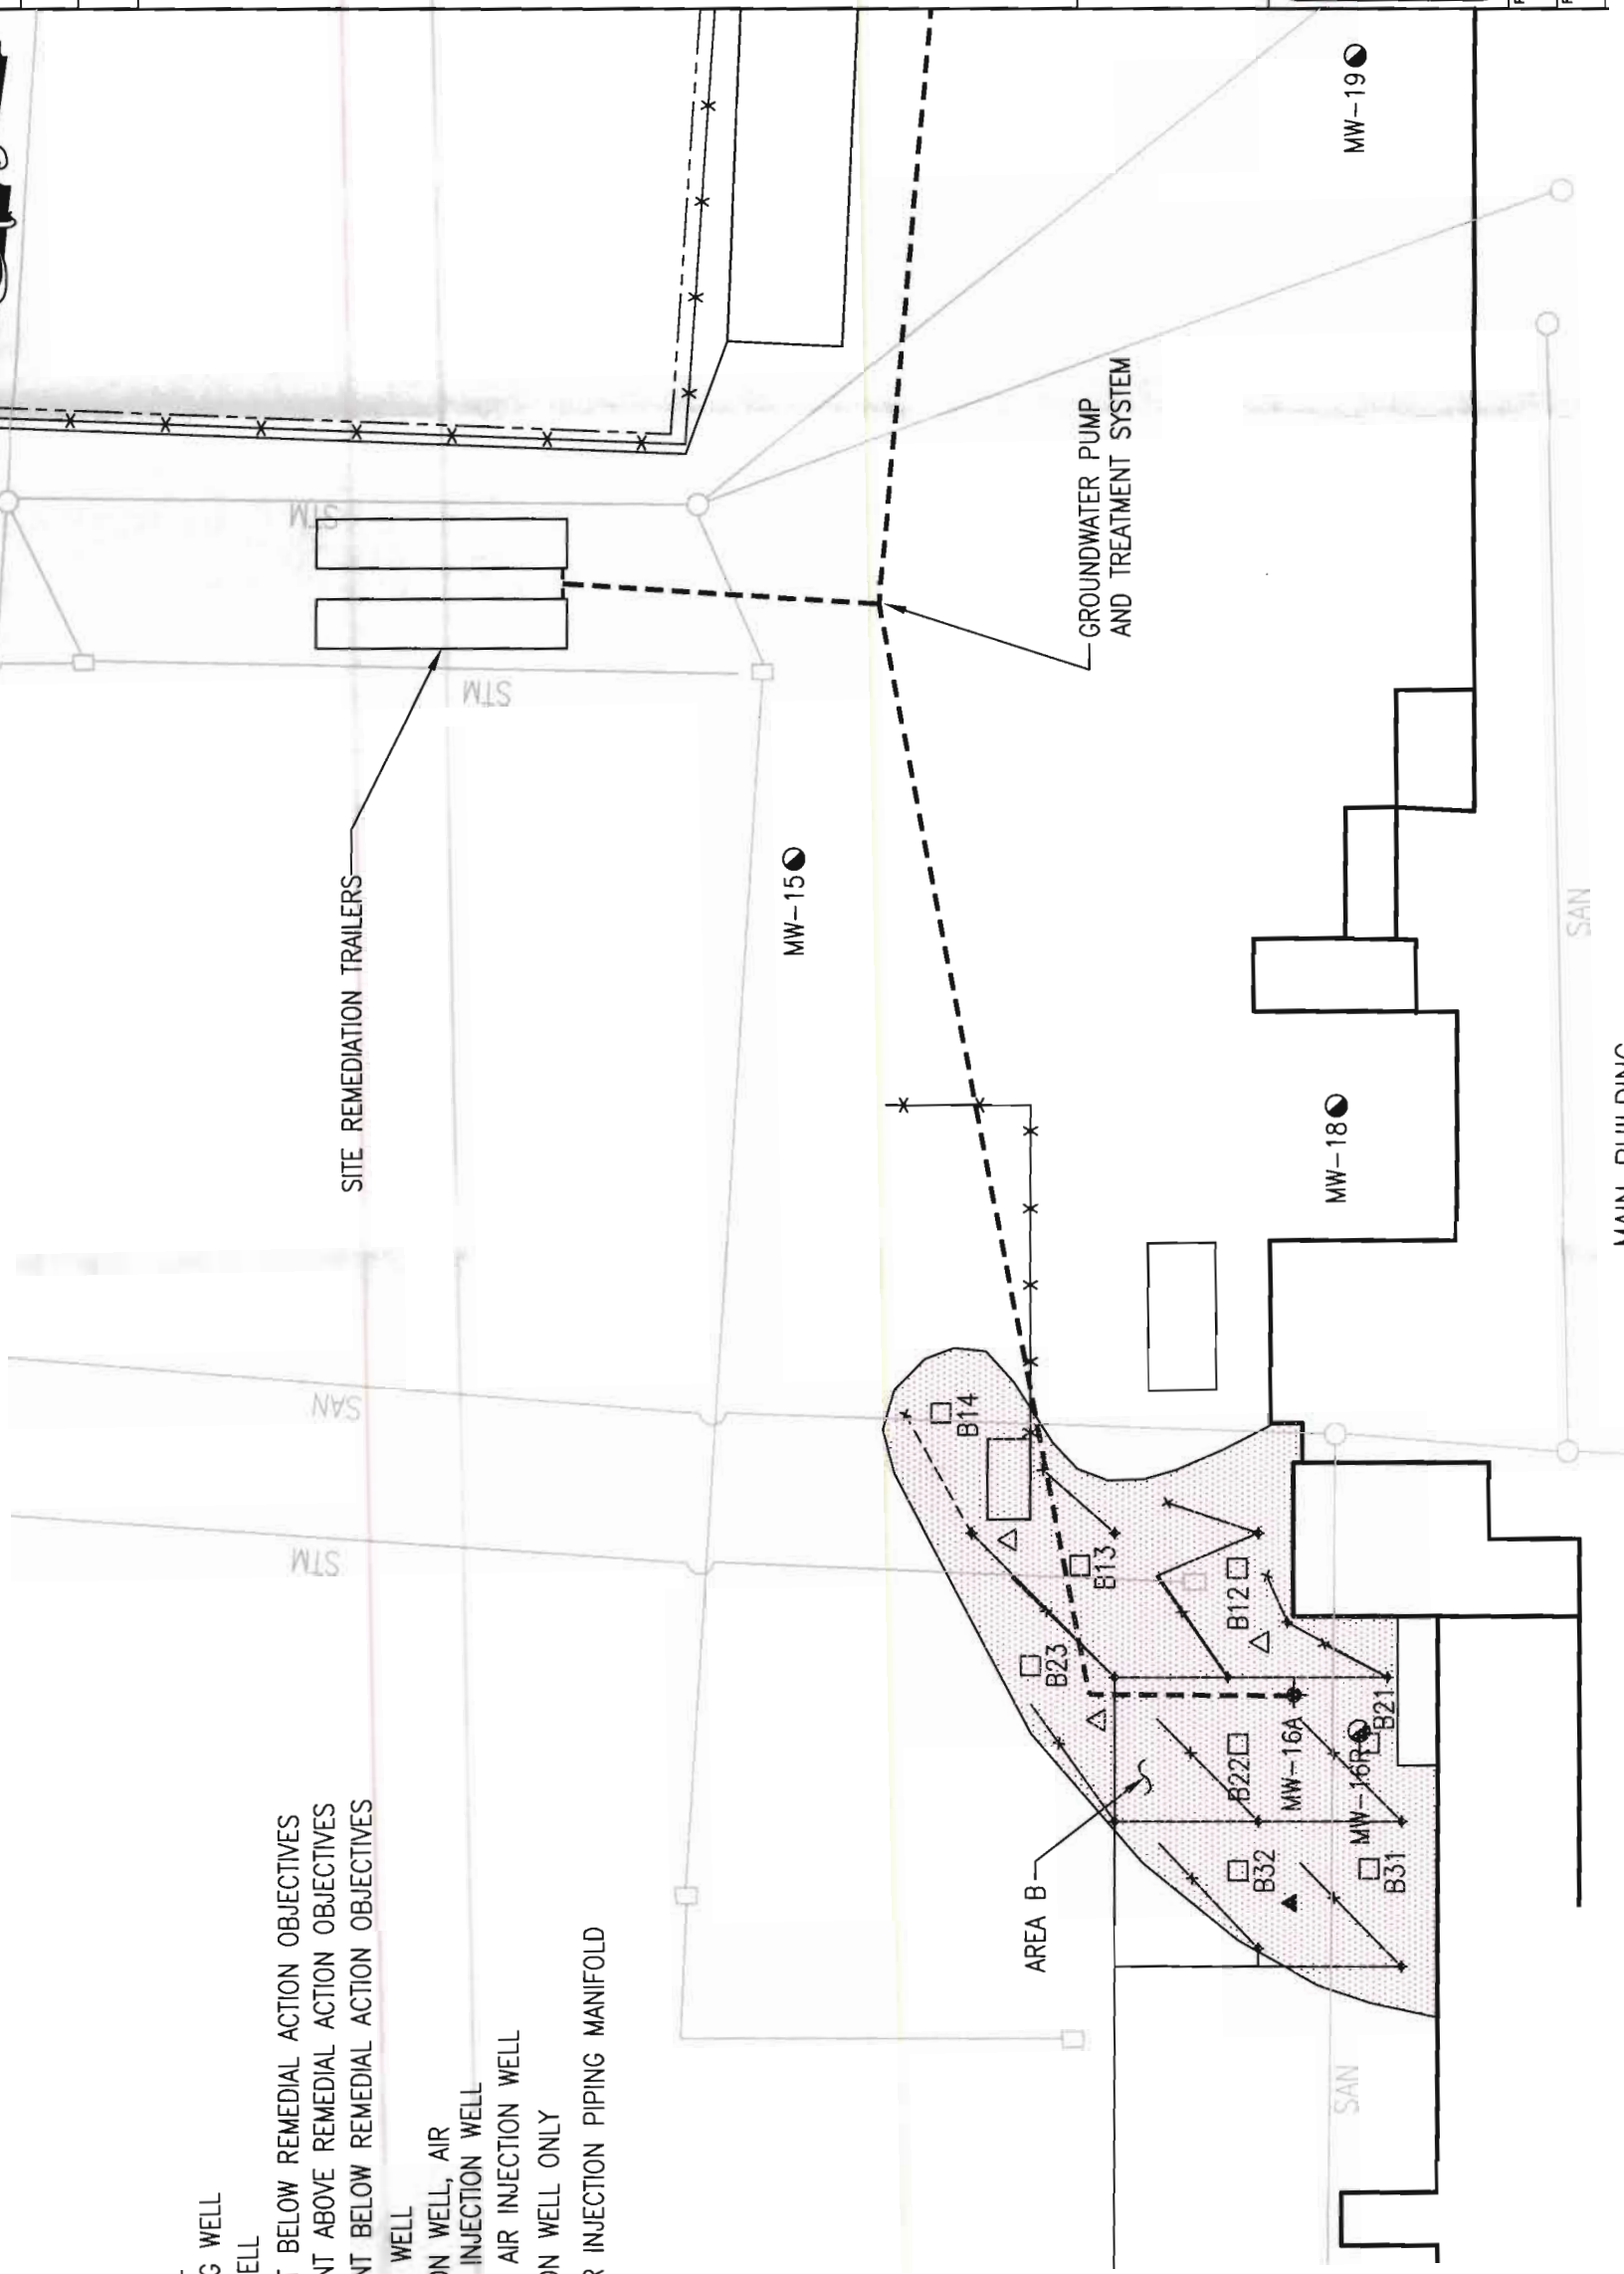 G WELL
ELL
BELOW REMEDIAL ACTION OBJECTIVES
NT ABOVE REMEDIAL ACTION OBJECTIVES
NT BELOW REMEDIAL ACTION OBJECTIVES
WELL
ON WELL, AIR
INJECTION WELL
AIR INJECTION WELL
ON WELL ONLY
R INJECTION PIPING MANIFOLD
SITE REMEDIATION TRAILERS
STM
STM
SAN
STM
MW-15
GROUNDWATER PUMP
AND TREATMENT SYSTEM
MW-19
MW-18
B14
B13
B23
B12
B22
B21
MW-16A
MW-16R
B32
B31
AREA B
SAN
SAN
MAIN BUILDING